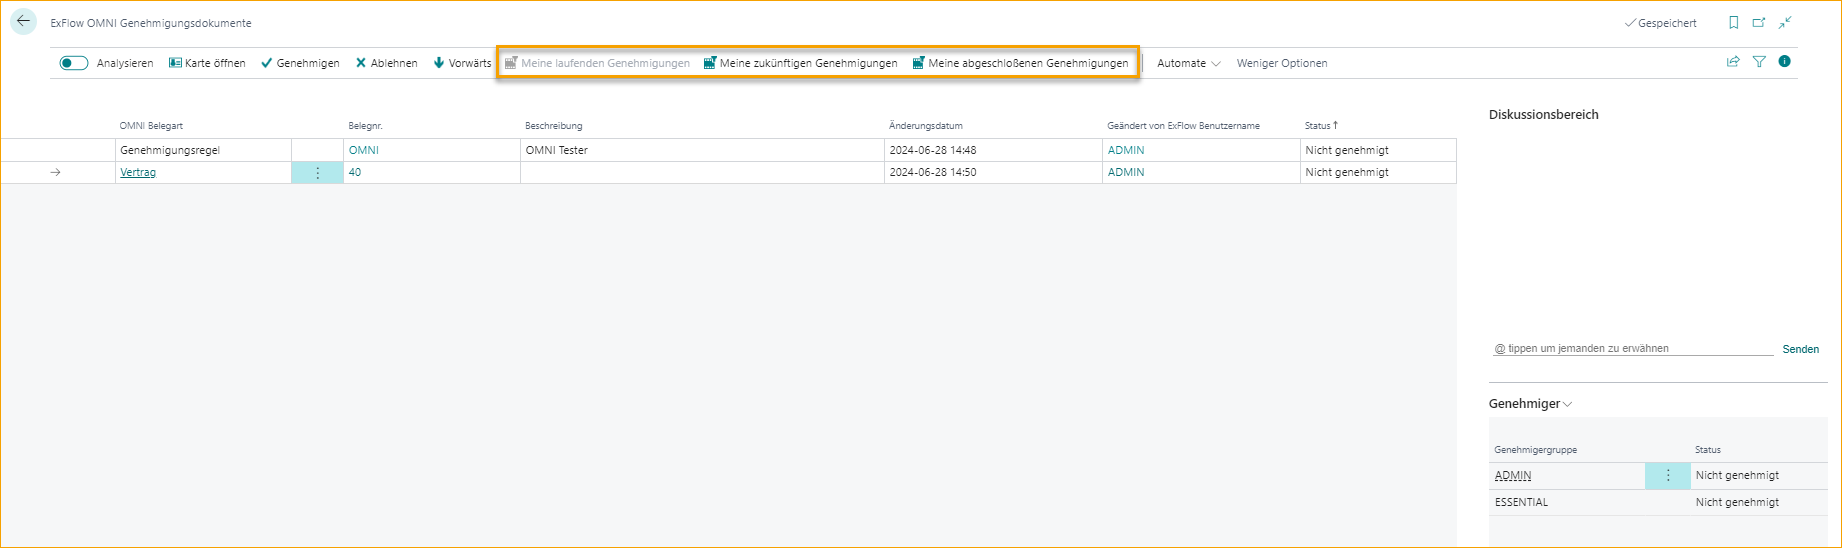 ExFlow OMNI Genehmigungsdokumente
Gespeichert
Analysieren Karte öffnen Genehmigen Ablehnen Vorwärts Meine laufenden Genehmigungen Meine zukünftigen Genehmigungen Meine abgeschloßenen Genehmigungen Automate Weniger Optionen
OMNI Belegart Belegnr. Beschreibung Änderungsdatum Geändert von ExFlow Benutzername Status ↑
Genehmigungsregel OMNI OMNI Tester 2024-06-28 14:48 ADMIN Nicht genehmigt
Vertrag 40 2024-06-28 14:50 ADMIN Nicht genehmigt
Diskussionsbereich
@ tippen um jemanden zu erwähnen Senden
Genehmiger
Genehmigergruppe Status
ADMIN Nicht genehmigt
ESSENTIAL Nicht genehmigt